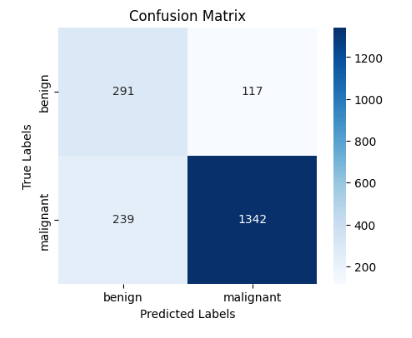 Confusion Matrix
True Labels
benign
291
117
malignant
239
1342
benign
malignant
Predicted Labels
1200
1000
800
600
400
200